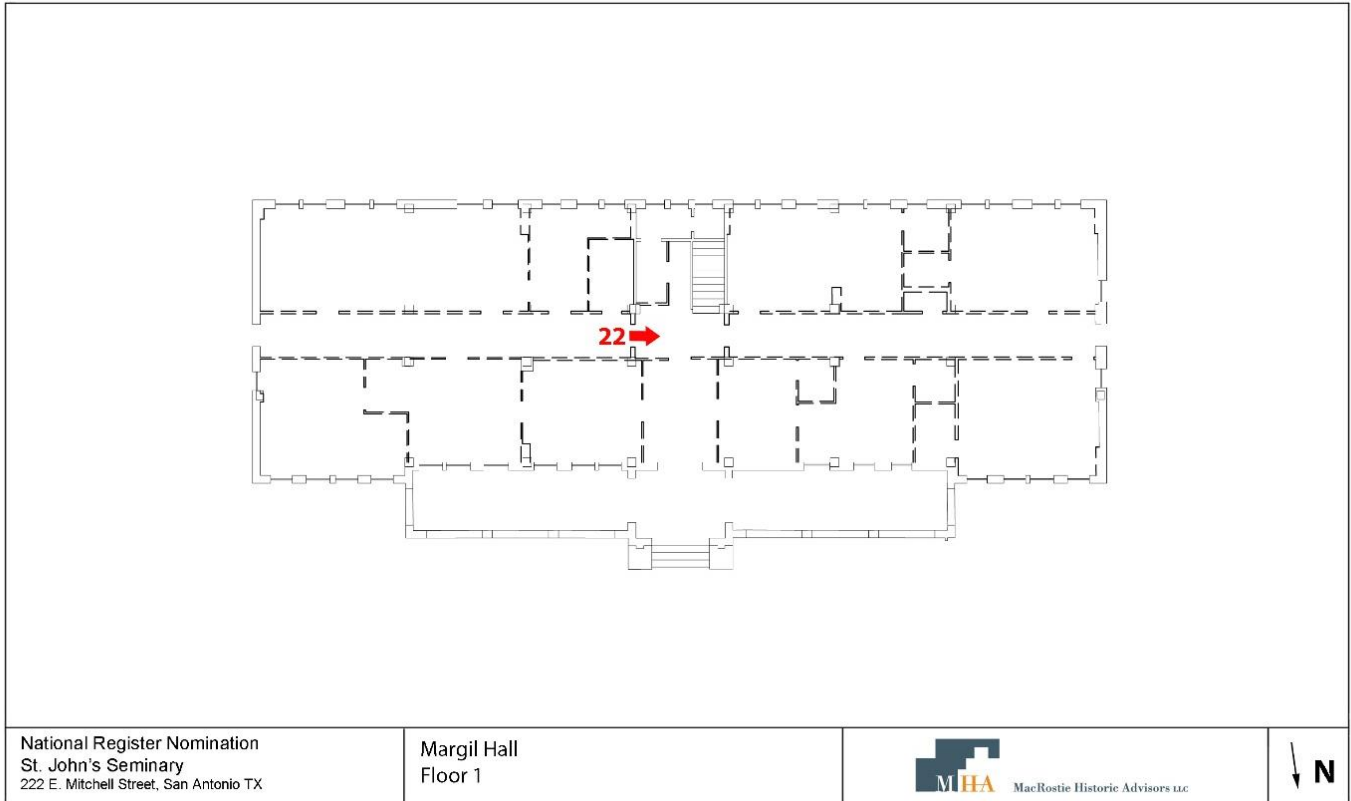 22
National Register Nomination
St. John's Seminary
222 E. Mitchell Street, San Antonio TX
Margil Hall
Floor 1
MHA
MacRostie Historic Advisors LLC
N